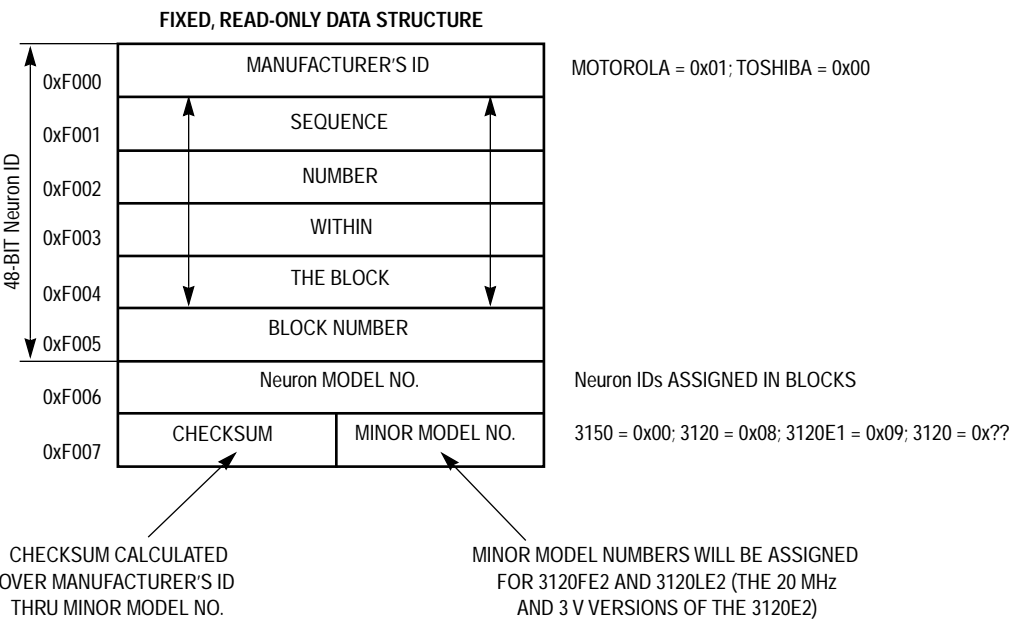 FIXED, READ-ONLY DATA STRUCTURE
48-BIT Neuron ID
0xF000
MANUFACTURER'S ID
MOTOROLA = 0x01; TOSHIBA = 0x00
0xF001
SEQUENCE
0xF002
NUMBER
0xF003
WITHIN
0xF004
THE BLOCK
0xF005
BLOCK NUMBER
0xF006
Neuron MODEL NO.
Neuron IDs ASSIGNED IN BLOCKS
0xF007
CHECKSUM
MINOR MODEL NO.
3150 = 0x00; 3120 = 0x08; 3120E1 = 0x09; 3120 = 0x??
CHECKSUM CALCULATED
OVER MANUFACTURER'S ID
THRU MINOR MODEL NO.
MINOR MODEL NUMBERS WILL BE ASSIGNED
FOR 3120FE2 AND 3120LE2 (THE 20 MHz
AND 3 V VERSIONS OF THE 3120E2)